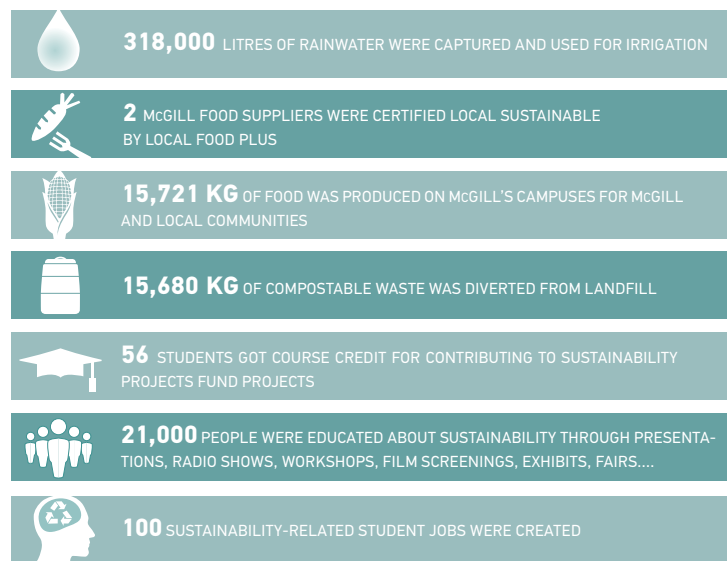 318,000 LITRES OF RAINWATER WERE CAPTURED AND USED FOR IRRIGATION
2 McGILL FOOD SUPPLIERS WERE CERTIFIED LOCAL SUSTAINABLE
BY LOCAL FOOD PLUS
15,721 KG OF FOOD WAS PRODUCED ON McGILL'S CAMPUSES FOR McGILL
AND LOCAL COMMUNITIES
15,680 KG OF COMPOSTABLE WASTE WAS DIVERTED FROM LANDFILL
56 STUDENTS GOT COURSE CREDIT FOR CONTRIBUTING TO SUSTAINABILITY
PROJECTS FUND PROJECTS
21,000 PEOPLE WERE EDUCATED ABOUT SUSTAINABILITY THROUGH PRESENTA-
TIONS, RADIO SHOWS, WORKSHOPS, FILM SCREENINGS, EXHIBITS, FAIRS....
100 SUSTAINABILITY-RELATED STUDENT JOBS WERE CREATED